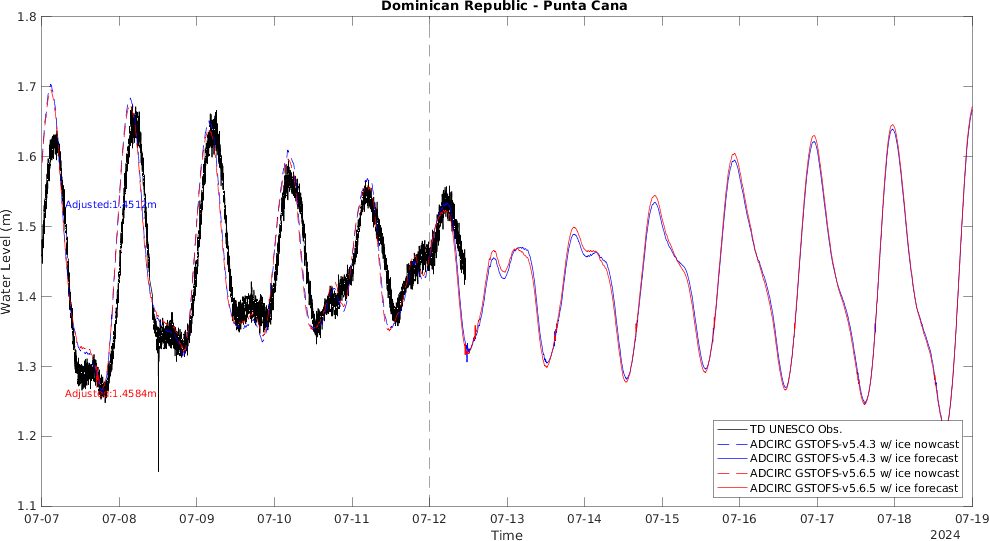 Dominican Republic - Punta Cana
1.8
1.7
1.6
1.5
1.4
1.3
1.2
1.1
Water Level (m)
Adjusted:1.4512m
Adjusted:1.4584m
TD UNESCO Obs.
ADCIRC GSTOFS-v5.4.3 w/ ice nowcast
ADCIRC GSTOFS-v5.4.3 w/ ice forecast
ADCIRC GSTOFS-v5.6.5 w/ ice nowcast
ADCIRC GSTOFS-v5.6.5 w/ ice forecast
07-07 07-08 07-09 07-10 07-11 07-12 07-13 07-14 07-15 07-16 07-17 07-18 07-19
Time
2024